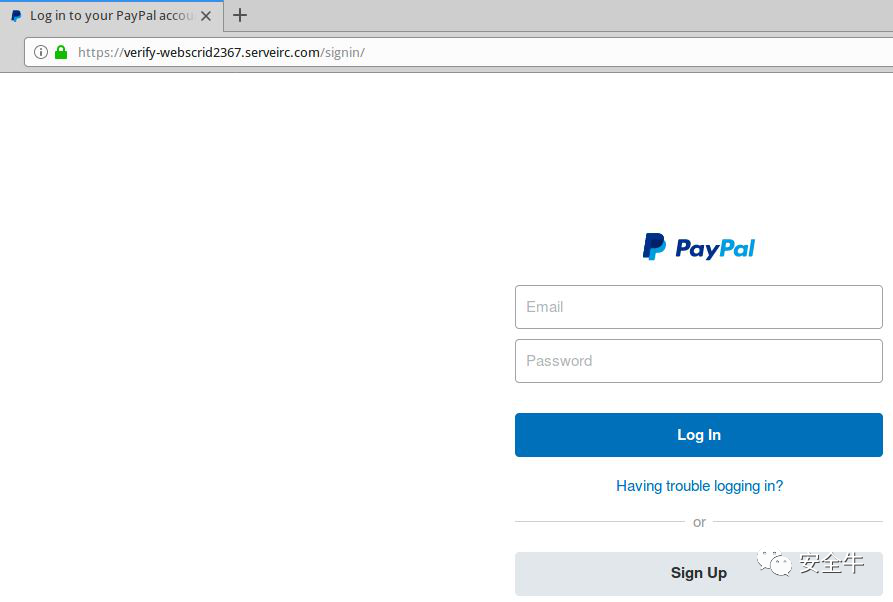 Log in to your PayPal accou
https://verify-webscrid2367.serveirc.com/signin/
PayPal
Email
Password
Log In
Having trouble logging in?
or
Sign Up
安全牛